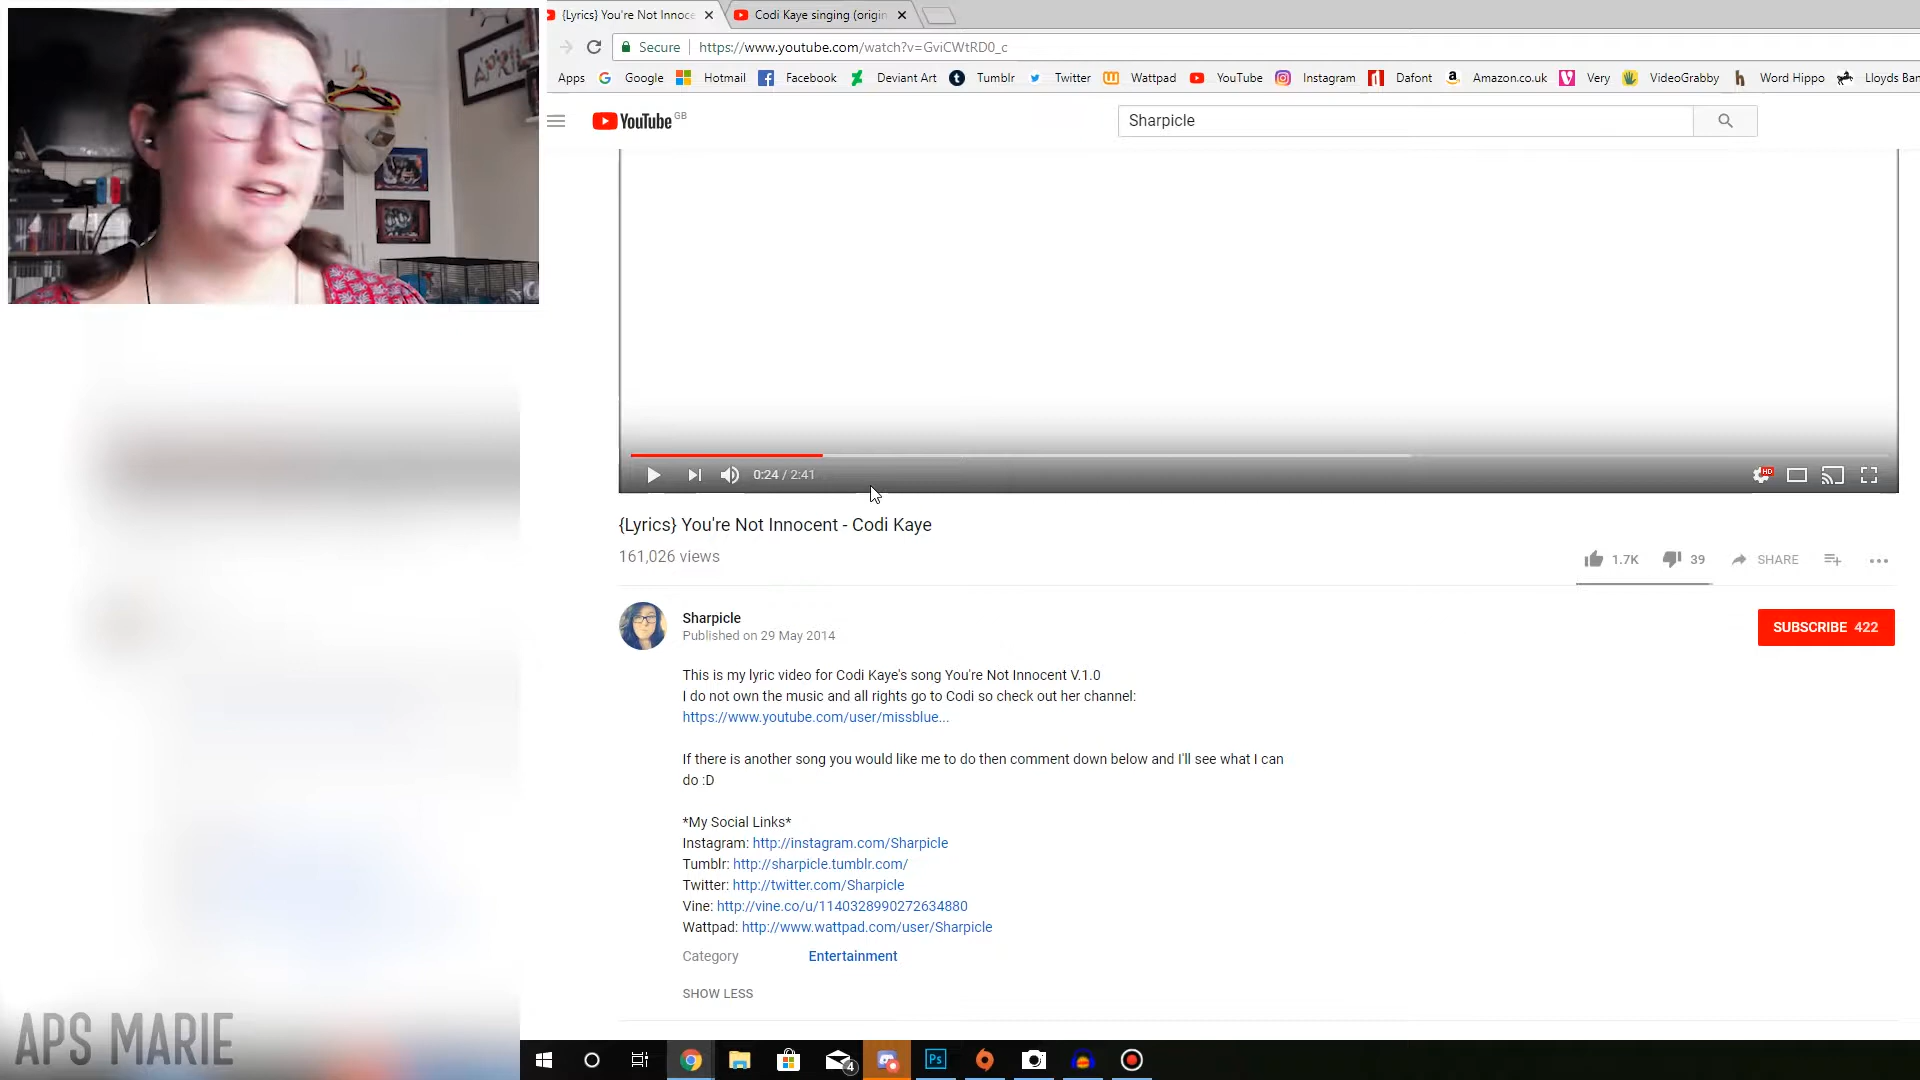 {Lyrics} You're Not Innoce
Codi Kaye singing (origin
Secure https://www.youtube.com/watch?v=GviCWtRD0_c
Apps Google Hotmail Facebook Deviant Art Tumblr Twitter Wattpad YouTube Instagram Dafont Amazon.co.uk Very VideoGrabby Word Hippo Lloyds Ban
YouTube GB
Sharpicle
0:24 / 2:41
HD
{Lyrics} You're Not Innocent - Codi Kaye
161,026 views
1.7K 39 SHARE
Sharpicle
Published on 29 May 2014
SUBSCRIBE 422
This is my lyric video for Codi Kaye's song You're Not Innocent V.1.0
I do not own the music and all rights go to Codi so check out her channel:
https://www.youtube.com/user/missblue...
If there is another song you would like me to do then comment down below and I'll see what I can
do :D
*My Social Links*
Instagram: http://instagram.com/Sharpicle
Tumblr: http://sharpicle.tumblr.com/
Twitter: http://twitter.com/Sharpicle
Vine: http://vine.co/u/1140328990272634880
Wattpad: http://www.wattpad.com/user/Sharpicle
Category Entertainment
SHOW LESS
APS MARIE
Ps
4